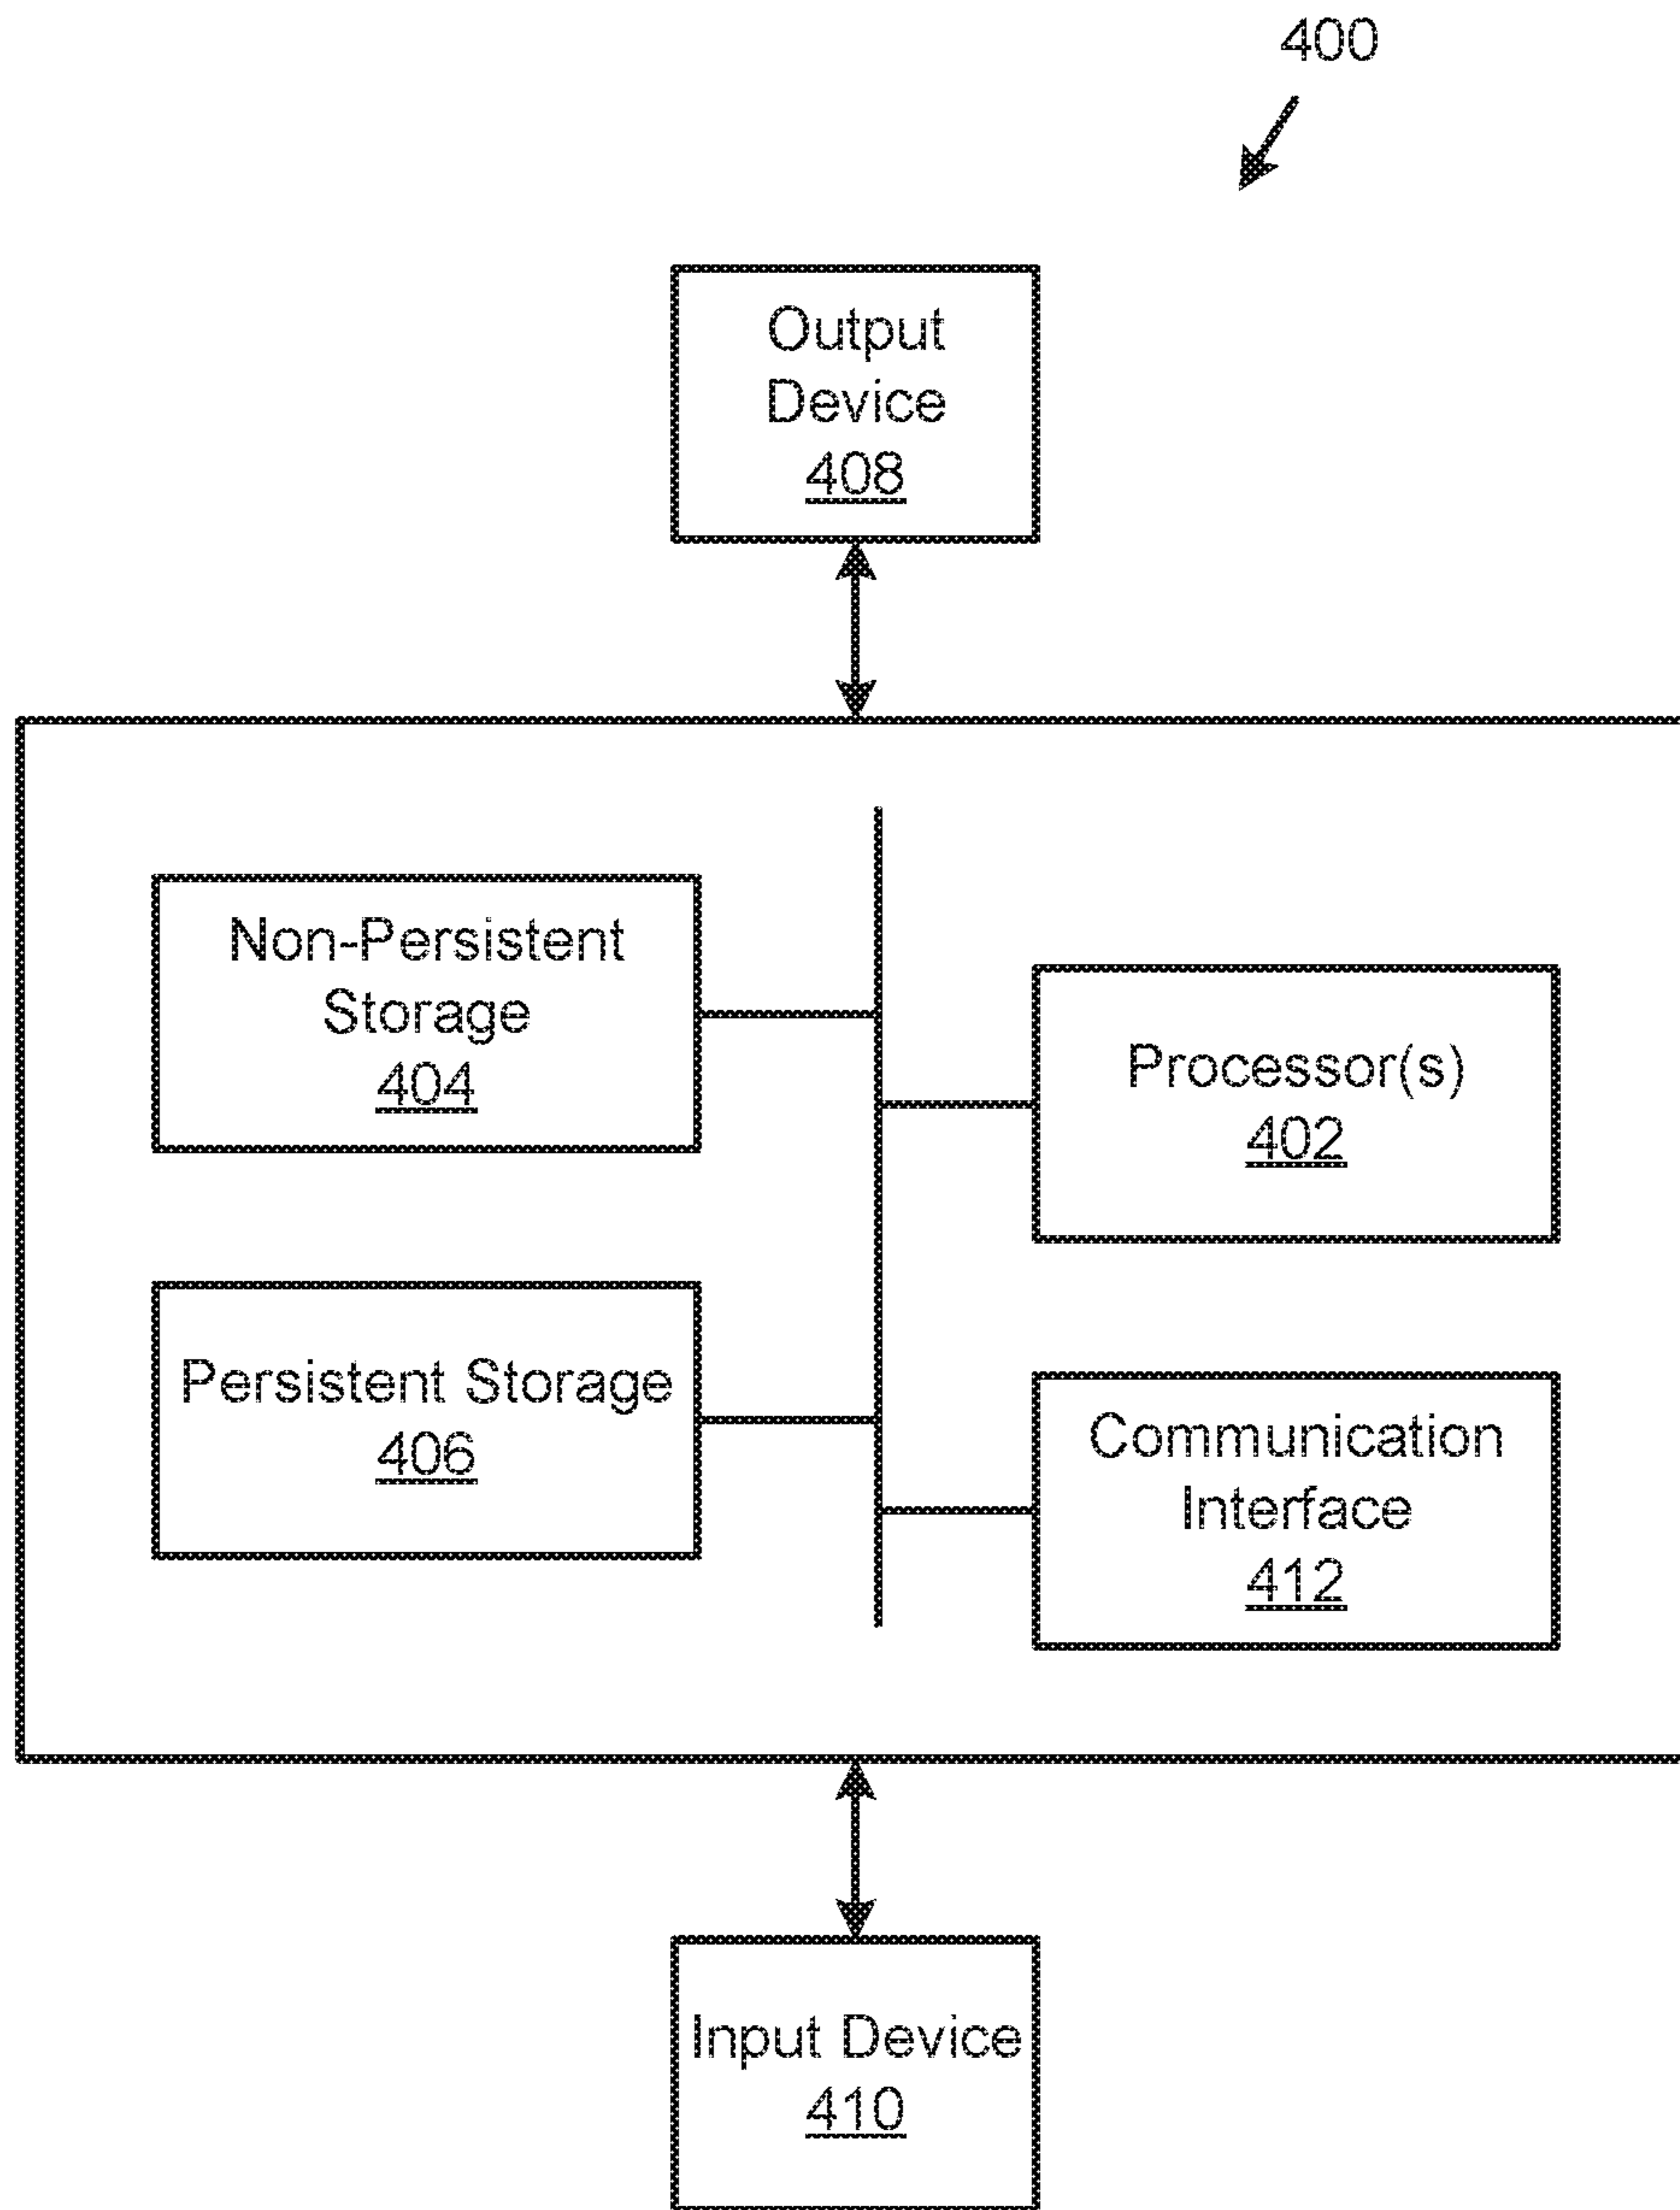 400
Output
Device
408
Non-Persistent
Storage
404
Processor(s)
402
Persistent Storage
406
Communication
Interface
412
Input Device
410